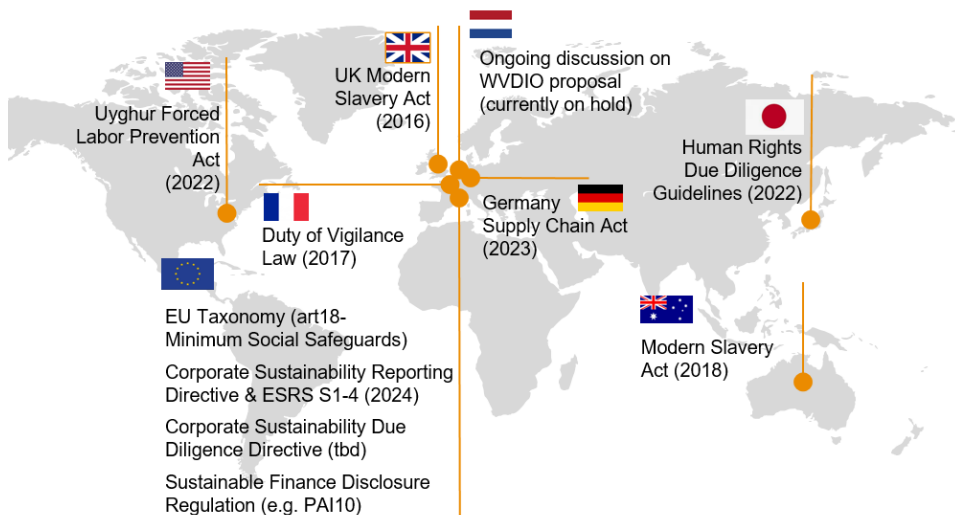 Uyghur Forced
Labor Prevention
Act
(2022)
UK Modern
Slavery Act
(2016)
Ongoing discussion on
WVDIO proposal
(currently on hold)
Human Rights
Due Diligence
Guidelines (2022)
Duty of Vigilance
Law (2017)
Germany
Supply Chain Act
(2023)
EU Taxonomy (art18-
Minimum Social Safeguards)
Corporate Sustainability Reporting
Directive & ESRS S1-4 (2024)
Corporate Sustainability Due
Diligence Directive (tbd)
Sustainable Finance Disclosure
Regulation (e.g. PAI10)
Modern Slavery
Act (2018)